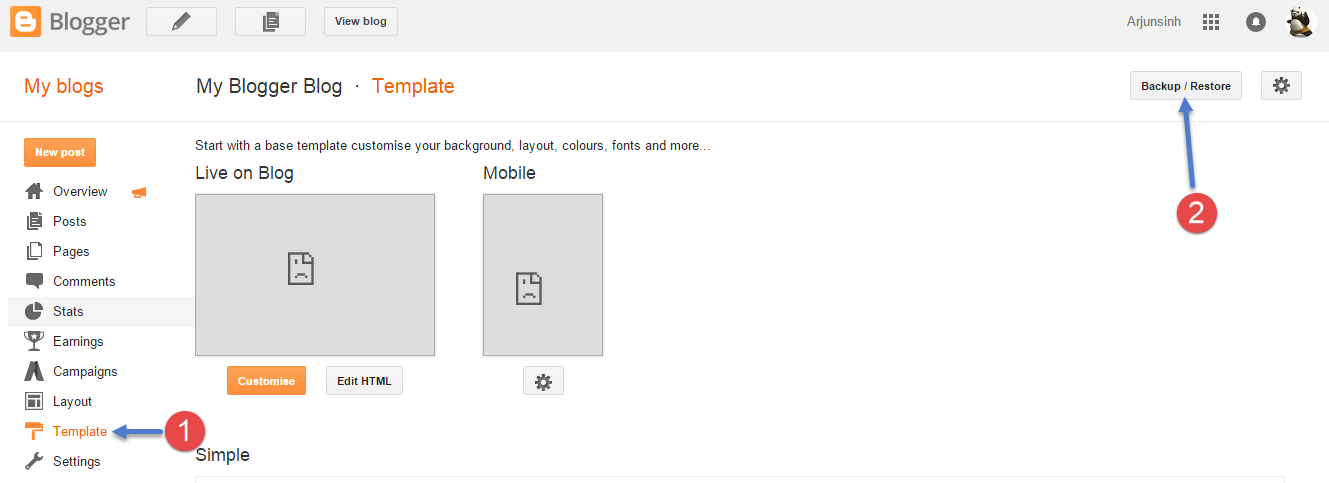 Blogger
View blog
Arjunsinh
My blogs
My Blogger Blog · Template
Backup / Restore
New post
Overview
Posts
Pages
Comments
Stats
Earnings
Campaigns
Layout
Template
Settings
Start with a base template customise your background, layout, colours, fonts and more...
Live on Blog
Mobile
Customise
Edit HTML
1
2
Simple